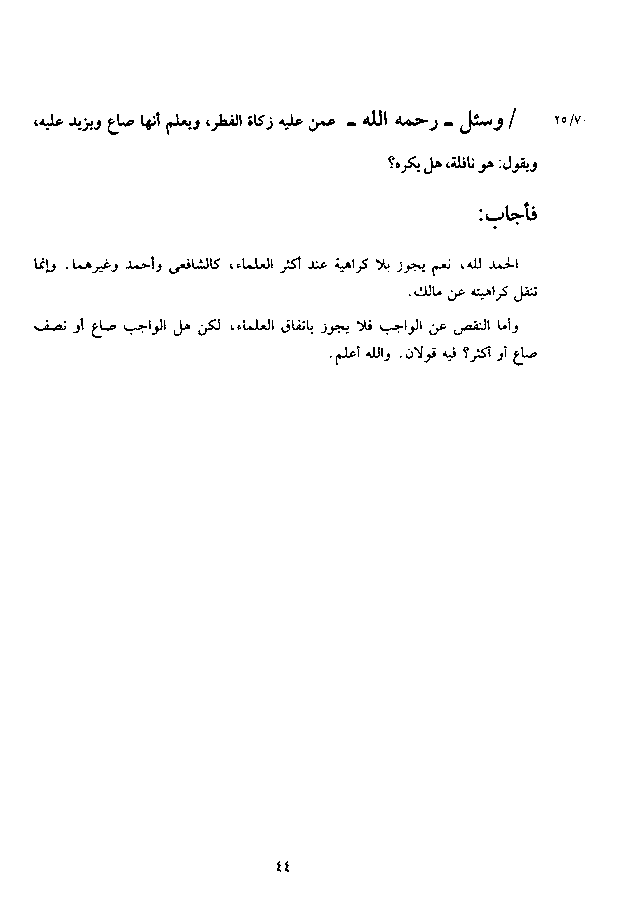 ٢٥/٧٠ / وسئل ـ رحمه الله ـ عمن عليه زكاة الفطر، ويعلم أنها صاع ويزيد عليه،
ويقول: هو نافلة، هل يكره؟
فأجاب:
الحمد لله، نعم يجوز بلا كراهية عند أكثر العلماء، كالشافعى وأحمد وغيرهما. وإنما
تنقل كراهيته عن مالك.
وأما النقص عن الواجب فلا يجوز باتفاق العلماء، لكن هل الواجب صاع أو نصف
صاع أو أكثر؟ فيه قولان. والله أعلم.
٤٤